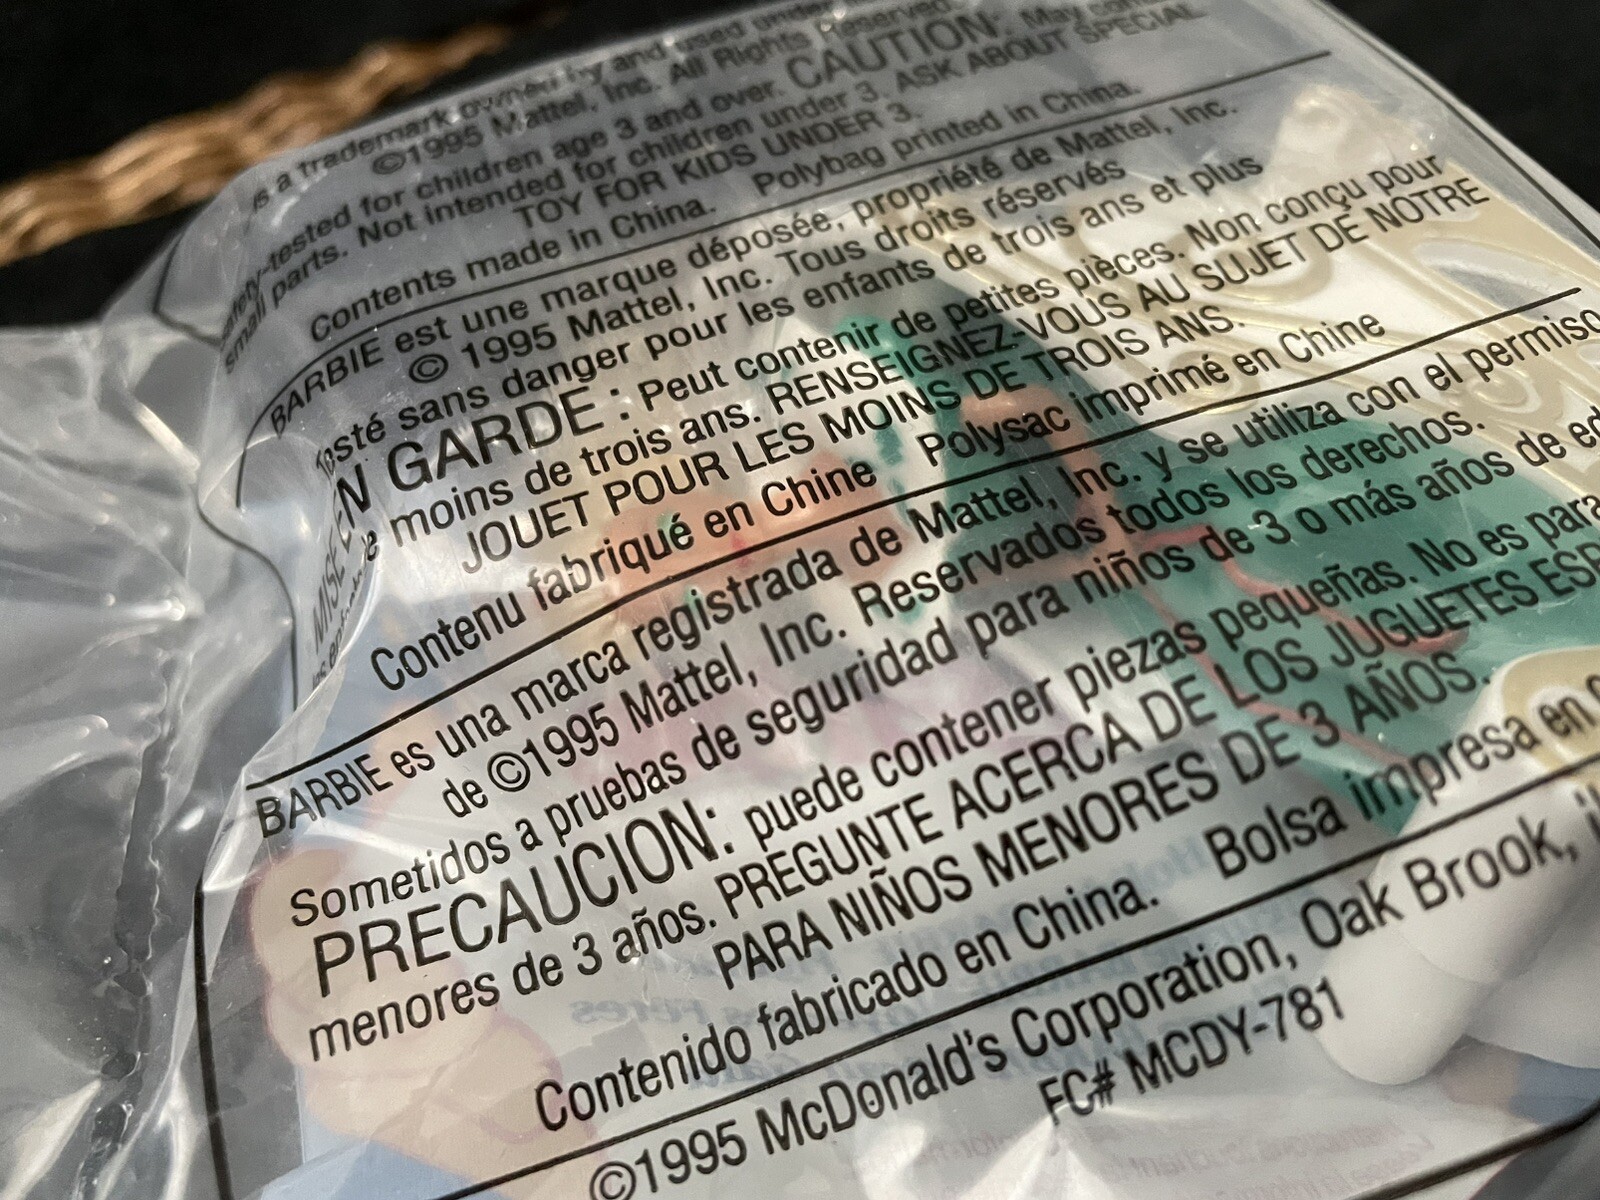 is a trademark owned by and used under
©1995 Mattel, Inc. All Rights Reserved.
safety-tested for children age 3 and over. CAUTION: May contain
small parts. Not intended for children under 3. ASK ABOUT SPECIAL
TOY FOR KIDS UNDER 3.
Contents made in China. Polybag printed in China.
BARBIE est une marque déposée, propriété de Mattel, Inc.
© 1995 Mattel, Inc. Tous droits réservés
Testé sans danger pour les enfants de trois ans et plus
MISE EN GARDE : Peut contenir de petites pièces. Non conçu pour
les enfants de moins de trois ans. RENSEIGNEZ-VOUS AU SUJET DE NOTRE
JOUET POUR LES MOINS DE TROIS ANS.
Contenu fabriqué en Chine Polysac imprimé en Chine
BARBIE es una marca registrada de Mattel, Inc. y se utiliza con el permiso
de ©1995 Mattel, Inc. Reservados todos los derechos.
Sometidos a pruebas de seguridad para niños de 3 o más años de ed
PRECAUCION: puede contener piezas pequeñas. No es para
menores de 3 años. PREGUNTE ACERCA DE LOS JUGUETES ESP
PARA NIÑOS MENORES DE 3 AÑOS.
Contenido fabricado en China. Bolsa impresa en
©1995 McDonald's Corporation, Oak Brook,
FC# MCDY-781